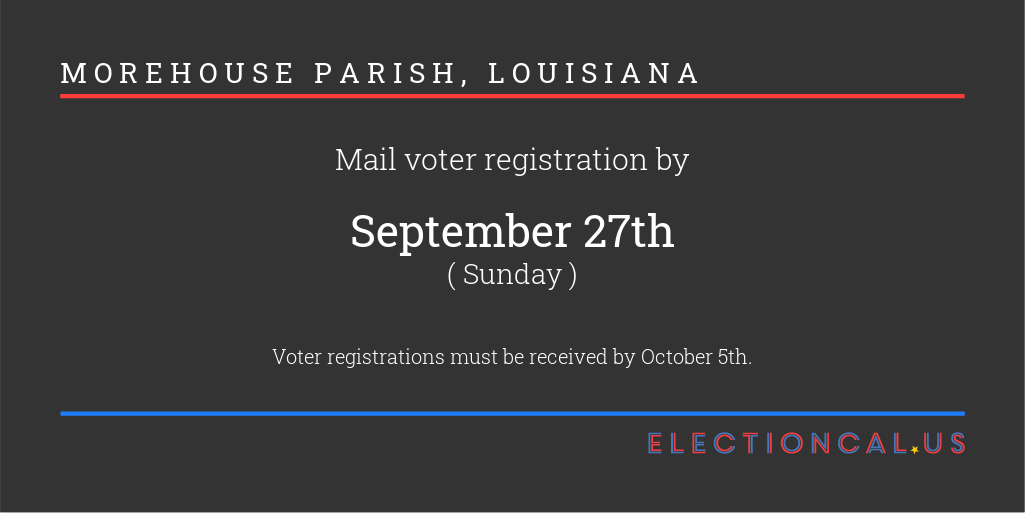 MOREHOUSE PARISH, LOUISIANA
Mail voter registration by
September 27th
( Sunday )
Voter registrations must be received by October 5th.
ELECTIONCAL.US